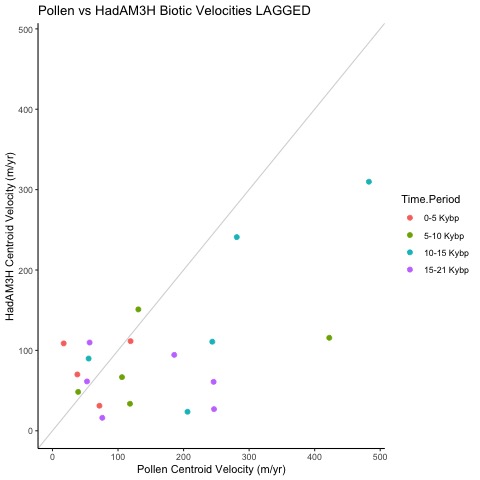 Pollen vs HadAM3H Biotic Velocities LAGGED
500
400
300
200
100
0
HadAM3H Centroid Velocity (m/yr)
0 100 200 300 400 500
Pollen Centroid Velocity (m/yr)
Time.Period
0-5 Kybp
5-10 Kybp
10-15 Kybp
15-21 Kybp